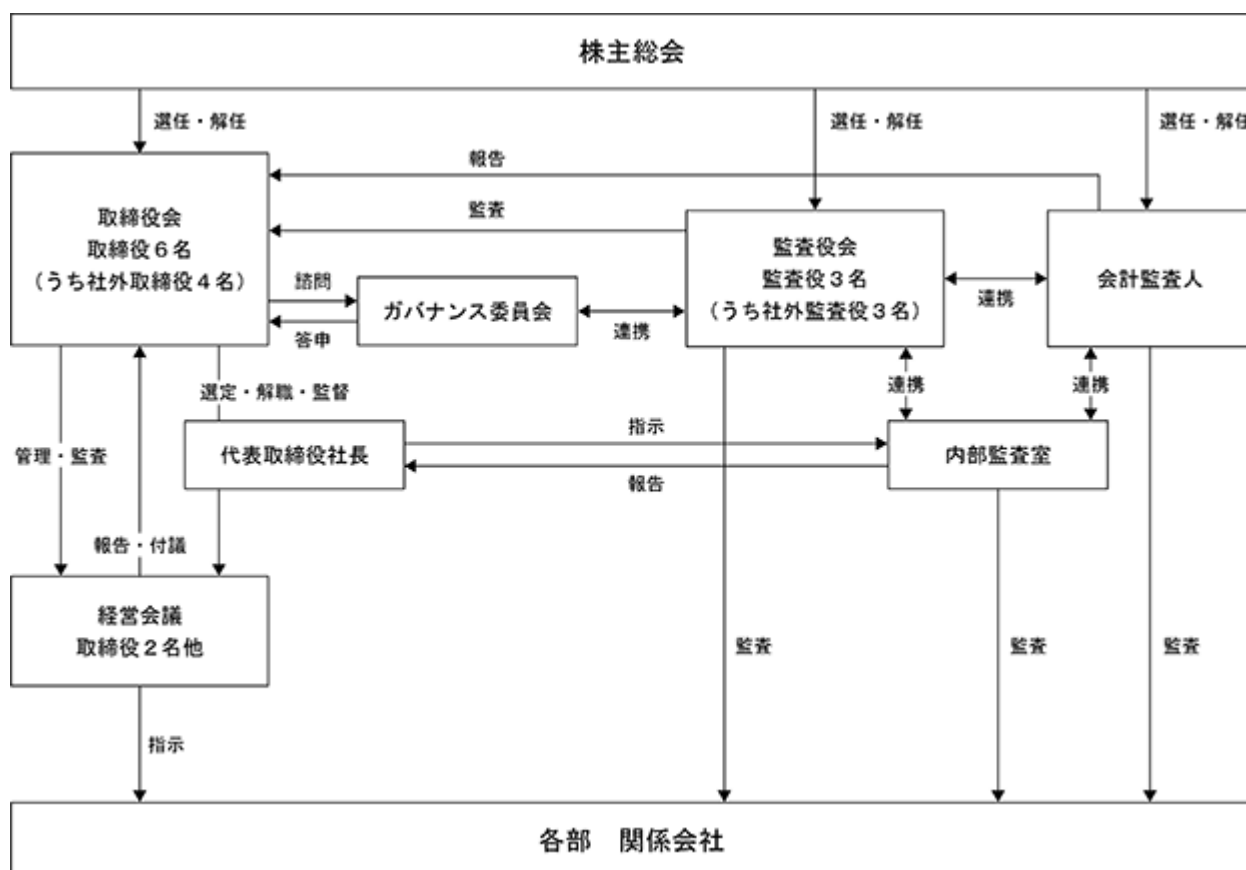 株主総会
選任・解任
選任・解任
選任・解任
報告
監査
取締役会
取締役６名
（うち社外取締役４名）
監査役会
監査役３名
（うち社外監査役３名）
会計監査人
諮問
ガバナンス委員会
答申
連携
連携
選定・解職・監督
連携
連携
管理・監査
代表取締役社長
指示
報告
内部監査室
報告・付議
経営会議
取締役２名他
監査
監査
監査
指示
各部　関係会社